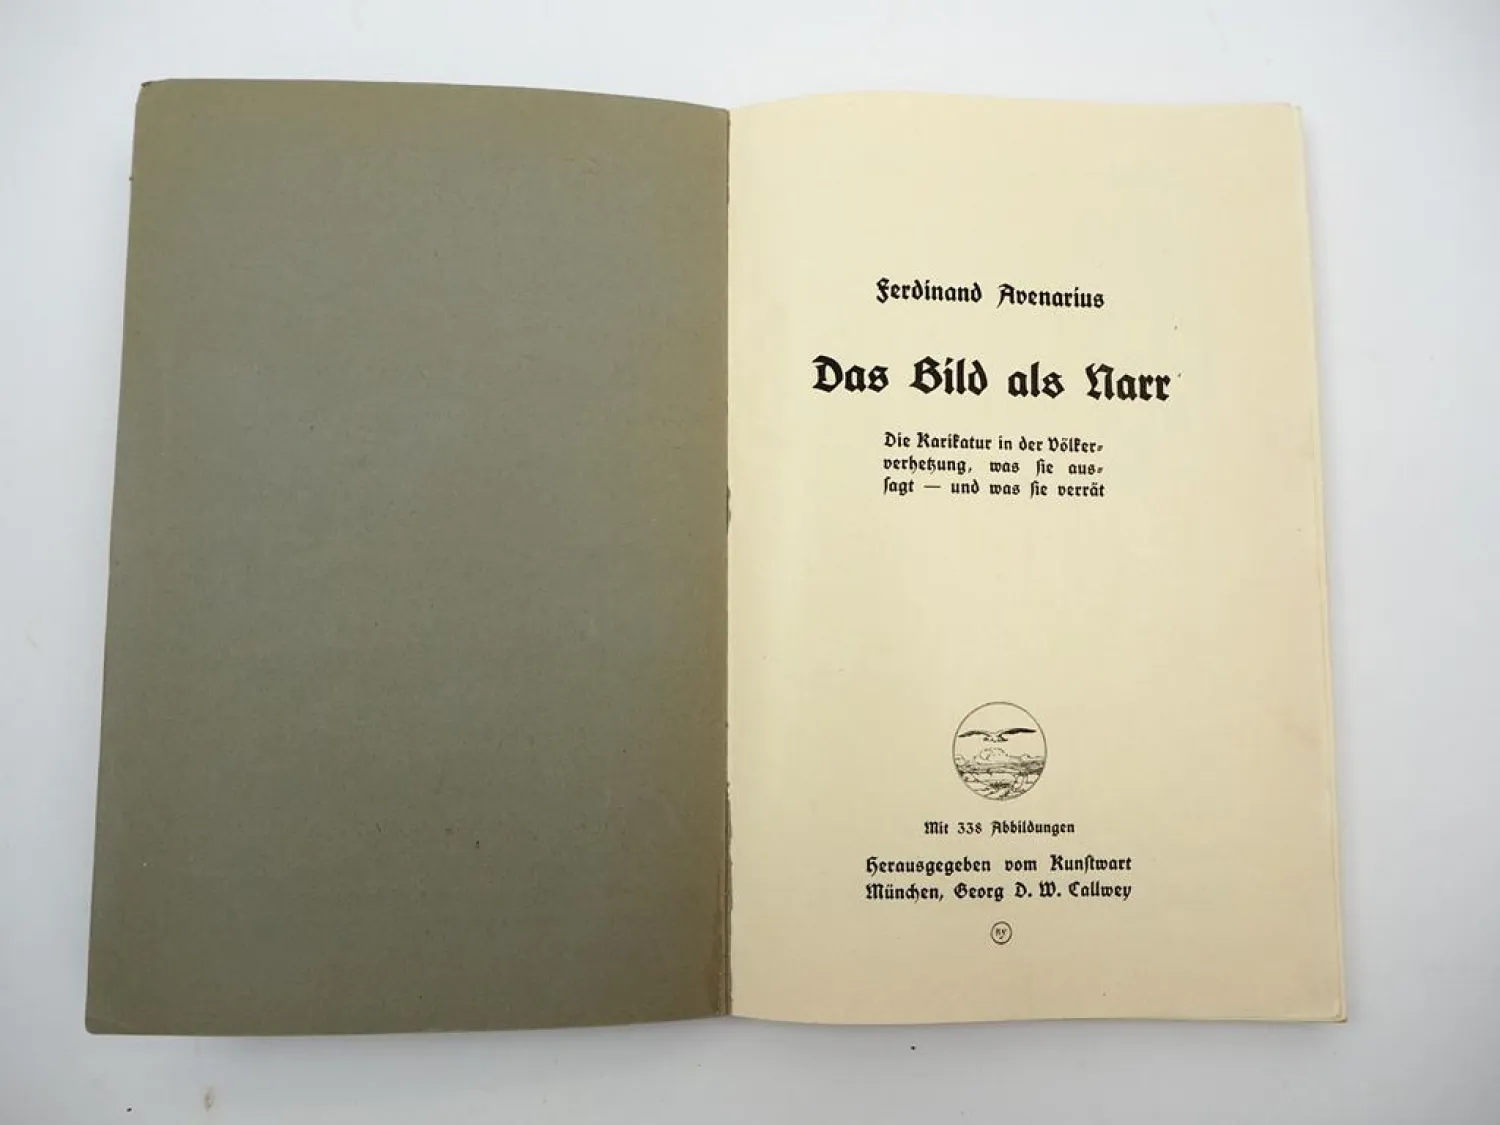 Ferdinand Avenarius
Das Bild als Narr
Die Karikatur in der Völker-
verhetzung, was sie aus-
sagt — und was sie verrät
Mit 338 Abbildungen
Herausgegeben vom Kunstwart
München, Georg D. W. Callwey